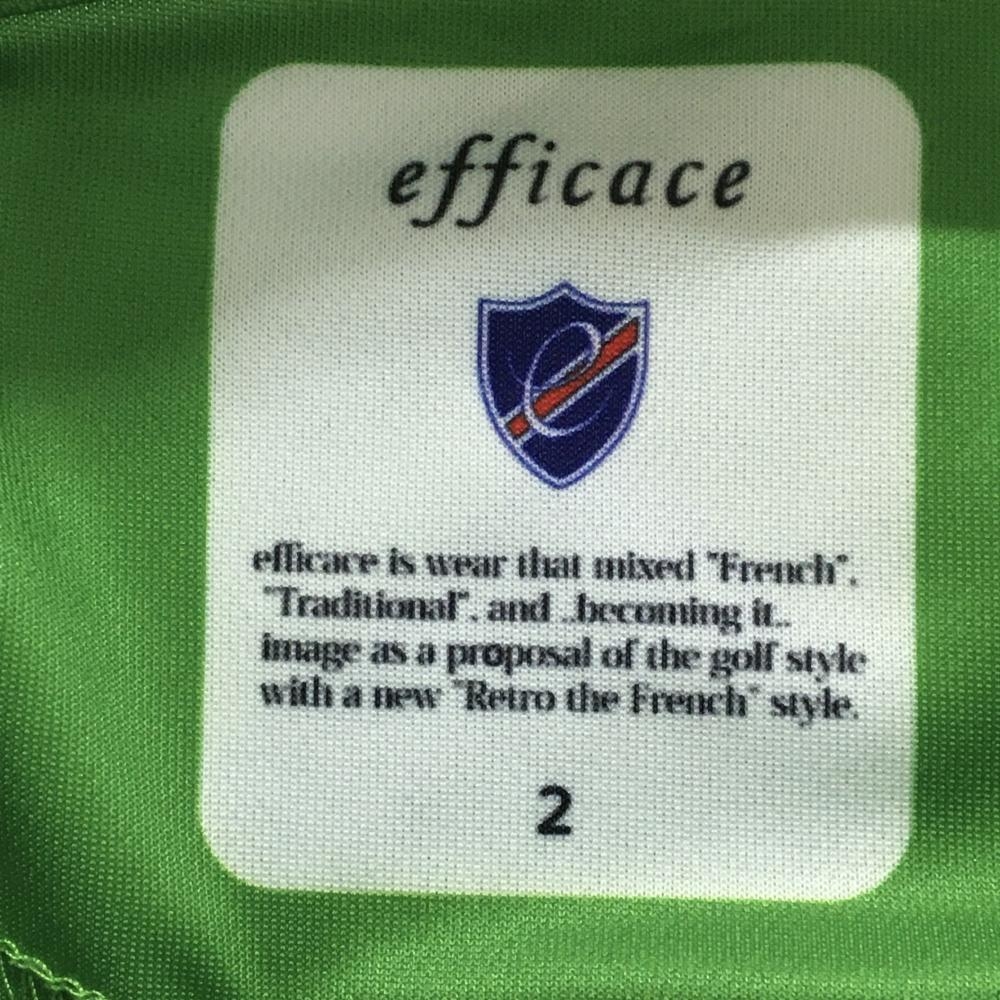 efficace
efficace is wear that mixed "French".
"Traditional". and ..becoming it..
image as a proposal of the golf style
with a new "Retro the French" style.
2